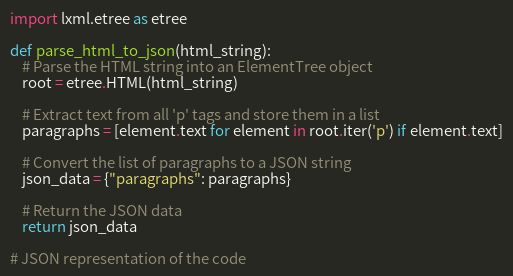 import lxml.etree as etree

def parse_html_to_json(html_string):
    # Parse the HTML string into an ElementTree object
    root = etree.HTML(html_string)

    # Extract text from all 'p' tags and store them in a list
    paragraphs = [element.text for element in root.iter('p') if element.text]

    # Convert the list of paragraphs to a JSON string
    json_data = {"paragraphs": paragraphs}

    # Return the JSON data
    return json_data

# JSON representation of the code